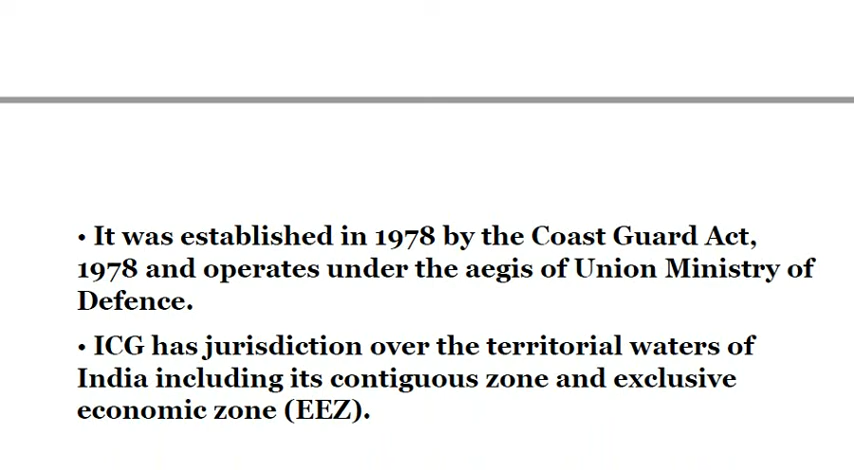 • It was established in 1978 by the Coast Guard Act,
1978 and operates under the aegis of Union Ministry of
Defence.
• ICG has jurisdiction over the territorial waters of
India including its contiguous zone and exclusive
economic zone (EEZ).